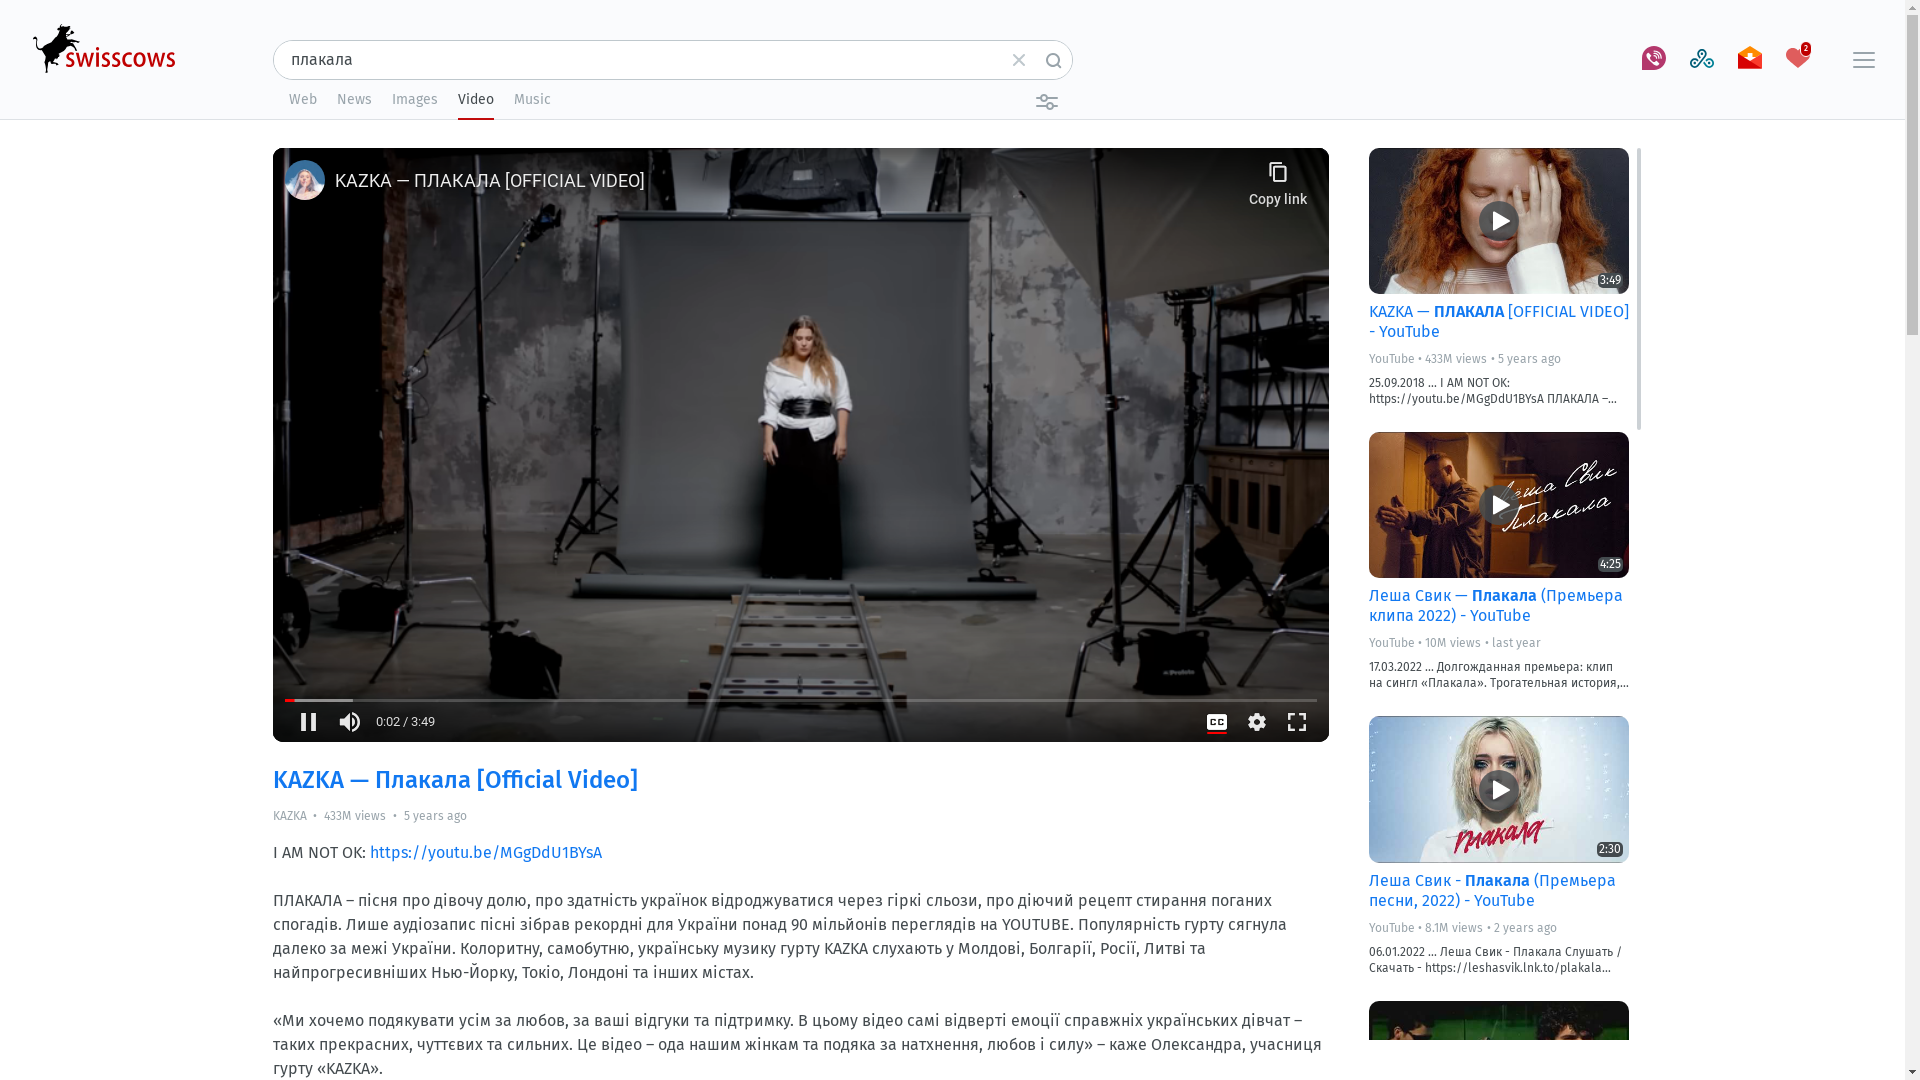 swisscows
плакала
2
Web News Images Video Music
KAZKA — ПЛАКАЛА [OFFICIAL VIDEO]
Copy link
0:02 / 3:49
CC
KAZKA — Плакала [Official Video]
KAZKA • 433M views • 5 years ago
I AM NOT OK: https://youtu.be/MGgDdU1BYsA
ПЛАКАЛА – пісня про дівочу долю, про здатність українок відроджуватися через гіркі сльози, про діючий рецепт стирання поганих
спогадів. Лише аудіозапис пісні зібрав рекордні для України понад 90 мільйонів переглядів на YOUTUBE. Популярність гурту сягнула
далеко за межі України. Колоритну, самобутню, українську музику гурту KAZKA слухають у Молдові, Болгарії, Росії, Литві та
найпрогресивніших Нью-Йорку, Токіо, Лондоні та інших містах.
«Ми хочемо подякувати усім за любов, за ваші відгуки та підтримку. В цьому відео самі відверті емоції справжніх українських дівчат –
таких прекрасних, чуттєвих та сильних. Це відео – ода нашим жінкам та подяка за натхнення, любов і силу» – каже Олександра, учасниця
гурту «KAZKA».
3:49
KAZKA — ПЛАКАЛА [OFFICIAL VIDEO]
- YouTube
YouTube • 433M views • 5 years ago
25.09.2018 ... I AM NOT OK:
https://youtu.be/MGgDdU1BYsA ПЛАКАЛА –...
Лёша Свик
Плакала
4:25
Леша Свик — Плакала (Премьера
клипа 2022) - YouTube
YouTube • 10M views • last year
17.03.2022 ... Долгожданная премьера: клип
на сингл «Плакала». Трогательная история,...
плакала
2:30
Леша Свик - Плакала (Премьера
песни, 2022) - YouTube
YouTube • 8.1M views • 2 years ago
06.01.2022 ... Леша Свик - Плакала Слушать /
Скачать - https://leshasvik.lnk.to/plakala...